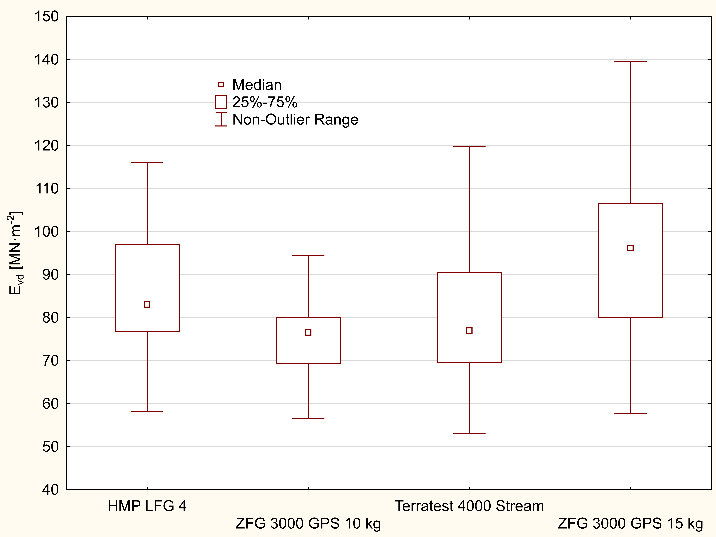 150
140
130
120
110
100
90
80
70
60
50
40
E_vd [MN·m⁻²]
Median
25%-75%
Non-Outlier Range
HMP LFG 4
ZFG 3000 GPS 10 kg
Terratest 4000 Stream
ZFG 3000 GPS 15 kg